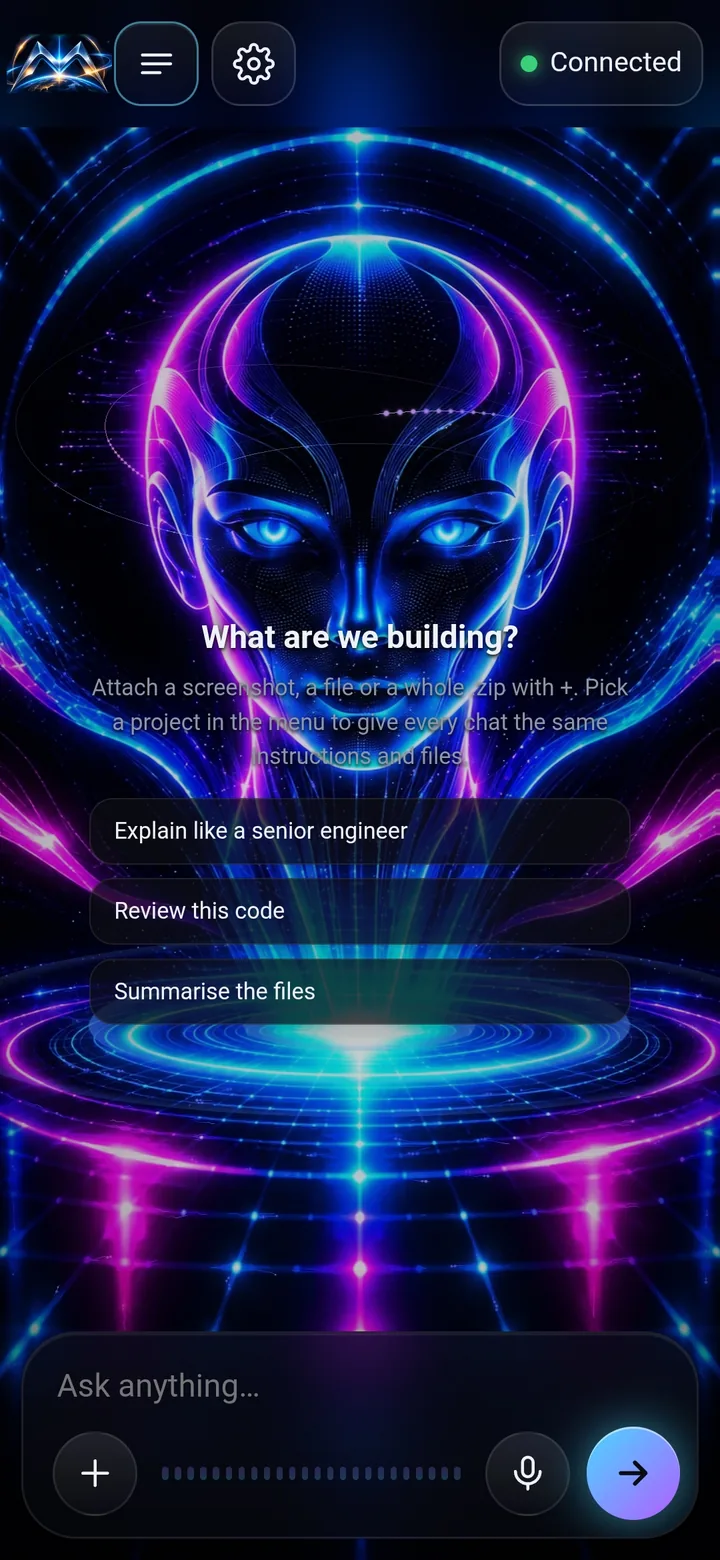 Connected
What are we building?
Attach a screenshot, a file or a whole .zip with +. Pick
a project in the menu to give every chat the same
instructions and files.
Explain like a senior engineer
Review this code
Summarise the files
Ask anything…